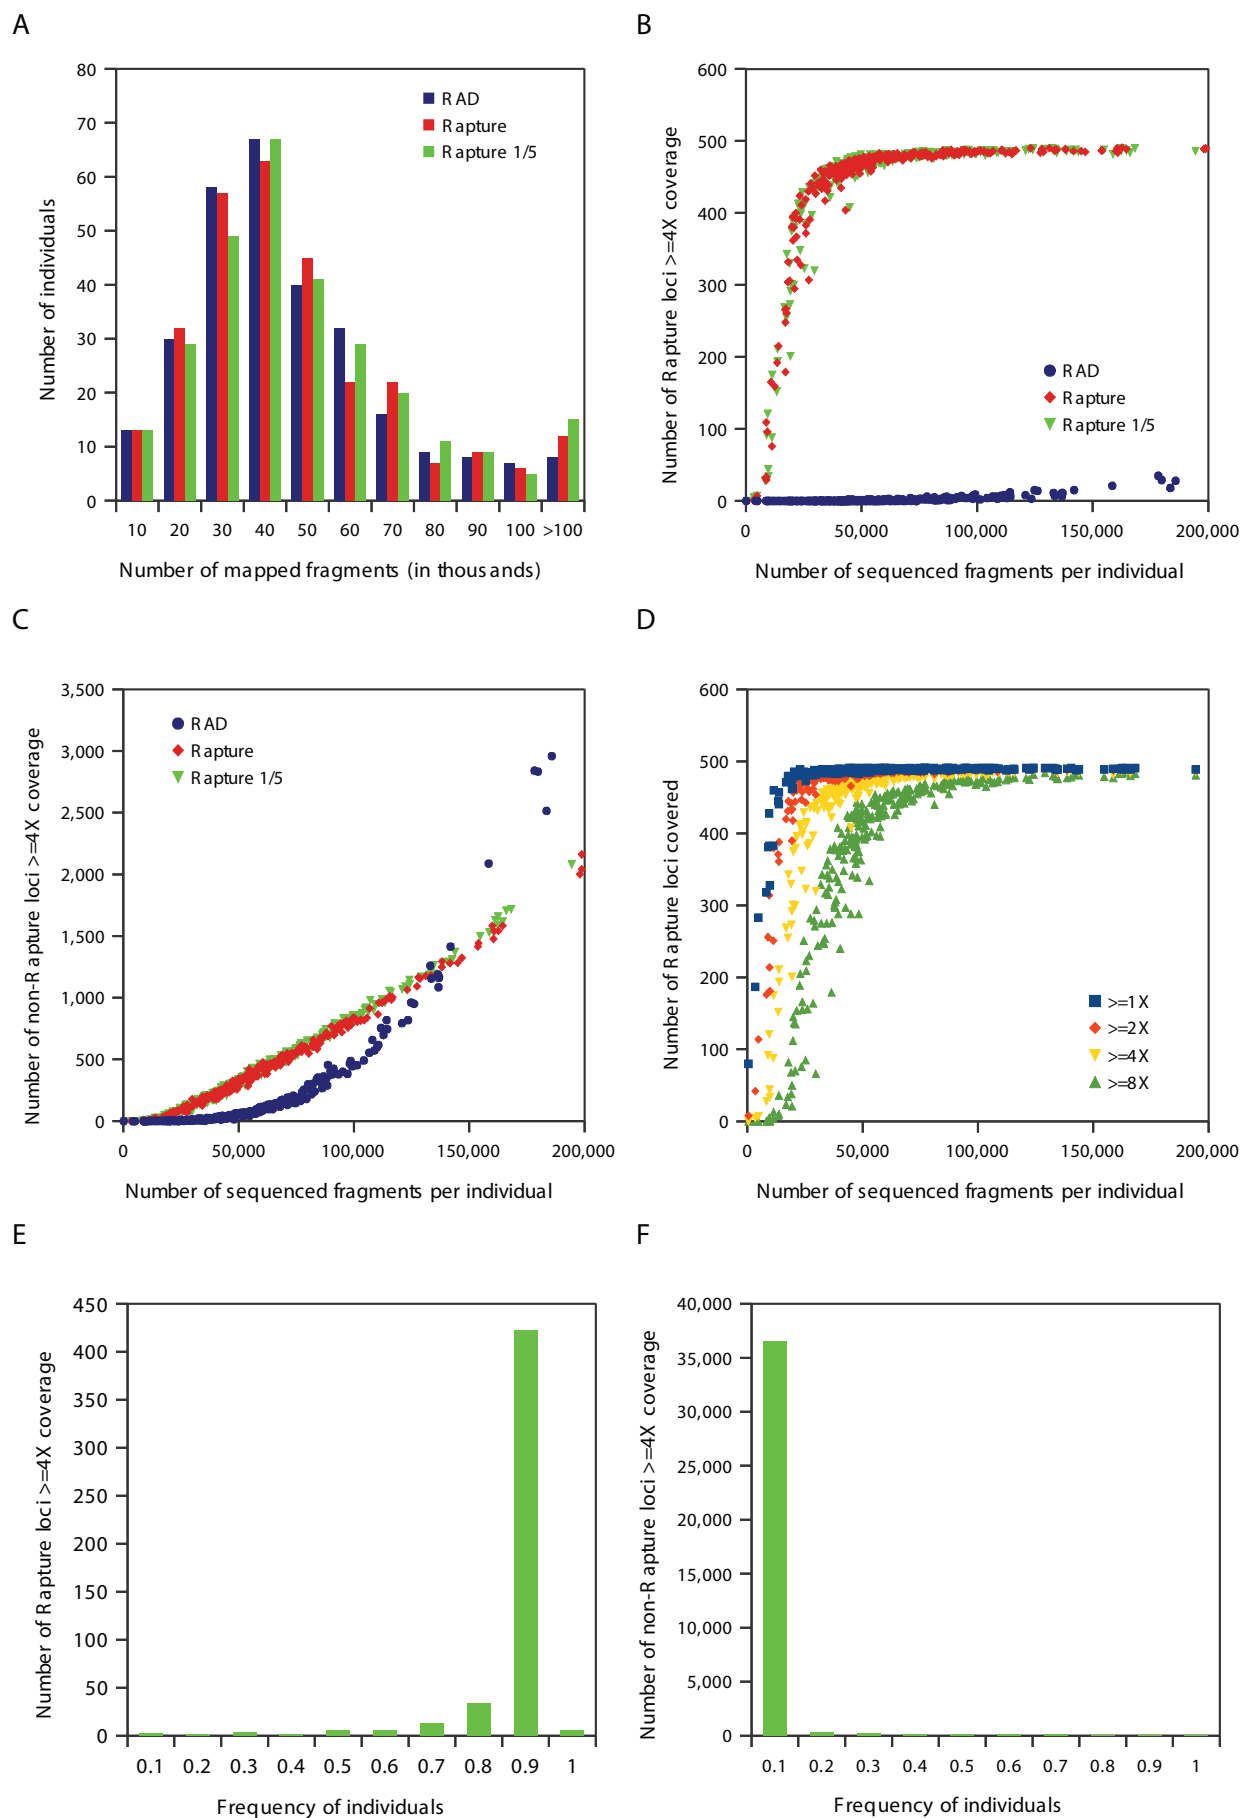 A
80
70
60
50
40
30
20
10
0
Number of individuals
RAD
Rapture
Rapture 1/5
10 20 30 40 50 60 70 80 90 100 >100
Number of mapped fragments (in thousands)
B
600
500
400
300
200
100
0
Number of Rapture loci >=4X coverage
RAD
Rapture
Rapture 1/5
0 50,000 100,000 150,000 200,000
Number of sequenced fragments per individual
C
3,500
3,000
2,500
2,000
1,500
1,000
500
0
Number of non-Rapture loci >=4X coverage
RAD
Rapture
Rapture 1/5
0 50,000 100,000 150,000 200,000
Number of sequenced fragments per individual
D
600
500
400
300
200
100
0
Number of Rapture loci covered
>=1X
>=2X
>=4X
>=8X
0 50,000 100,000 150,000 200,000
Number of sequenced fragments per individual
E
450
400
350
300
250
200
150
100
50
0
Number of Rapture loci >=4X coverage
0.1 0.2 0.3 0.4 0.5 0.6 0.7 0.8 0.9 1
Frequency of individuals
F
40,000
35,000
30,000
25,000
20,000
15,000
10,000
5,000
0
Number of non-Rapture loci >=4X coverage
0.1 0.2 0.3 0.4 0.5 0.6 0.7 0.8 0.9 1
Frequency of individuals